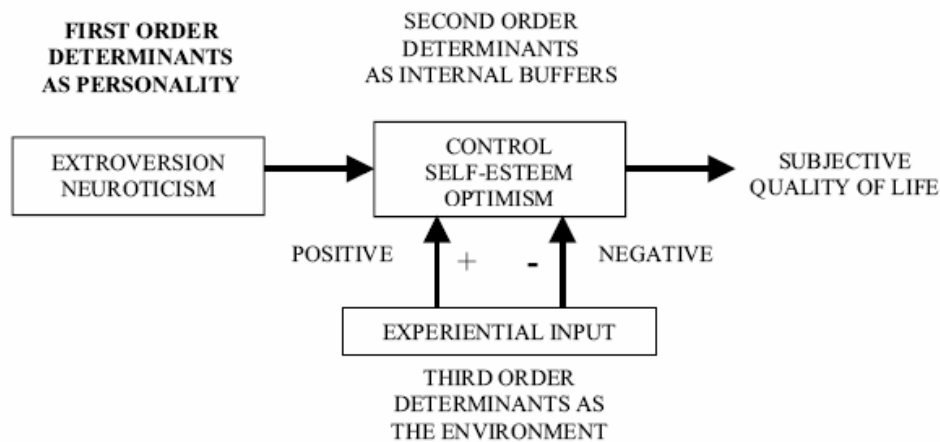 FIRST ORDER
DETERMINANTS
AS PERSONALITY
SECOND ORDER
DETERMINANTS
AS INTERNAL BUFFERS
EXTROVERSION
NEUROTICISM
CONTROL
SELF-ESTEEM
OPTIMISM
SUBJECTIVE
QUALITY OF LIFE
POSITIVE + - NEGATIVE
EXPERIENTIAL INPUT
THIRD ORDER
DETERMINANTS AS
THE ENVIRONMENT